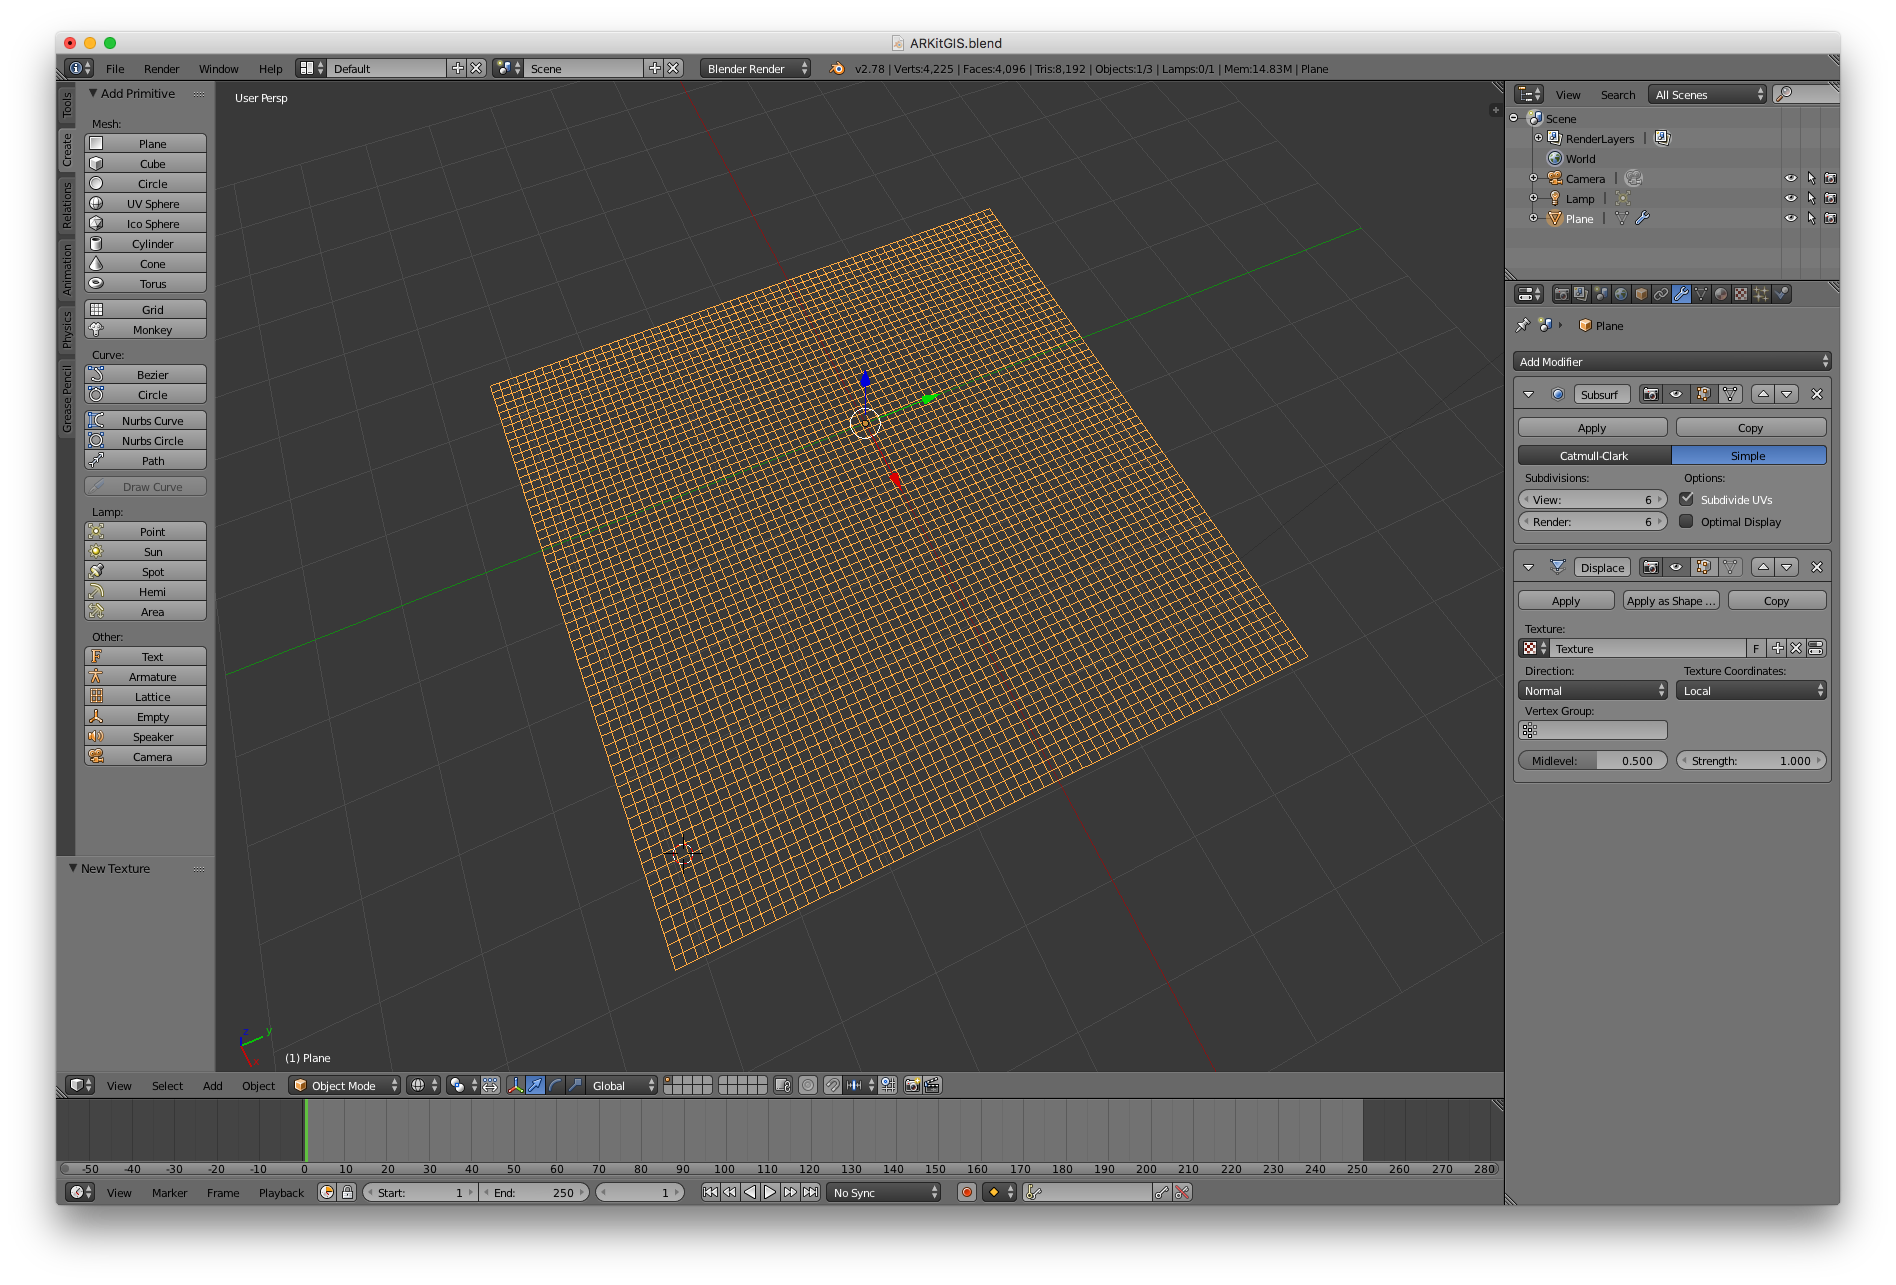 ARKitGIS.blend
File Render Window Help Default Scene Blender Render v2.78 | Verts:4,225 | Faces:4,096 | Tris:8,192 | Objects:1/3 | Lamps:0/1 | Mem:14.83M | Plane
Tools
Create
Relations
Animation
Physics
Grease Pencil
Add Primitive
Mesh:
Plane
Cube
Circle
UV Sphere
Ico Sphere
Cylinder
Cone
Torus
Grid
Monkey
Curve:
Bezier
Circle
Nurbs Curve
Nurbs Circle
Path
Draw Curve
Lamp:
Point
Sun
Spot
Hemi
Area
Other:
Text
Armature
Lattice
Empty
Speaker
Camera
New Texture
User Persp
z y x
(1) Plane
View Select Add Object Object Mode Global
-50 -40 -30 -20 -10 0 10 20 30 40 50 60 70 80 90 100 110 120 130 140 150 160 170 180 190 200 210 220 230 240 250 260 270 280
View Marker Frame Playback Start: 1 End: 250 1 No Sync
View Search All Scenes
Scene
RenderLayers |
World
Camera |
Lamp |
Plane |
Plane
Add Modifier
Subsurf
Apply Copy
Catmull-Clark Simple
Subdivisions: Options:
View: 6 Subdivide UVs
Render: 6 Optimal Display
Displace
Apply Apply as Shape ... Copy
Texture:
Texture F
Direction: Texture Coordinates:
Normal Local
Vertex Group:
Midlevel: 0.500 Strength: 1.000